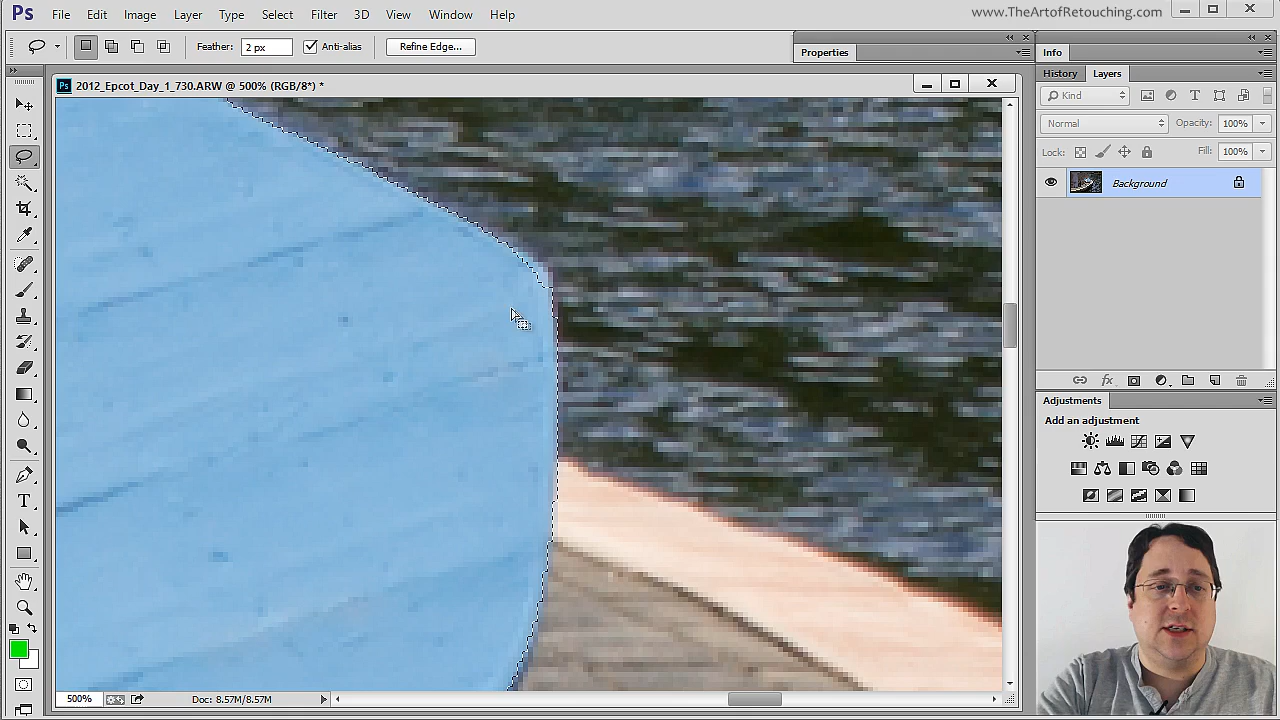 Ps File Edit Image Layer Type Select Filter 3D View Window Help www.TheArtofRetouching.com
Feather: 2 px Anti-alias Refine Edge...
Properties
Info
History Layers
2012_Epcot_Day_1_730.ARW @ 500% (RGB/8*) *
Ps
Kind
Normal Opacity: 100%
Lock: Fill: 100%
Background
fx
Adjustments
Add an adjustment
T
500% Doc: 8.57M/8.57M